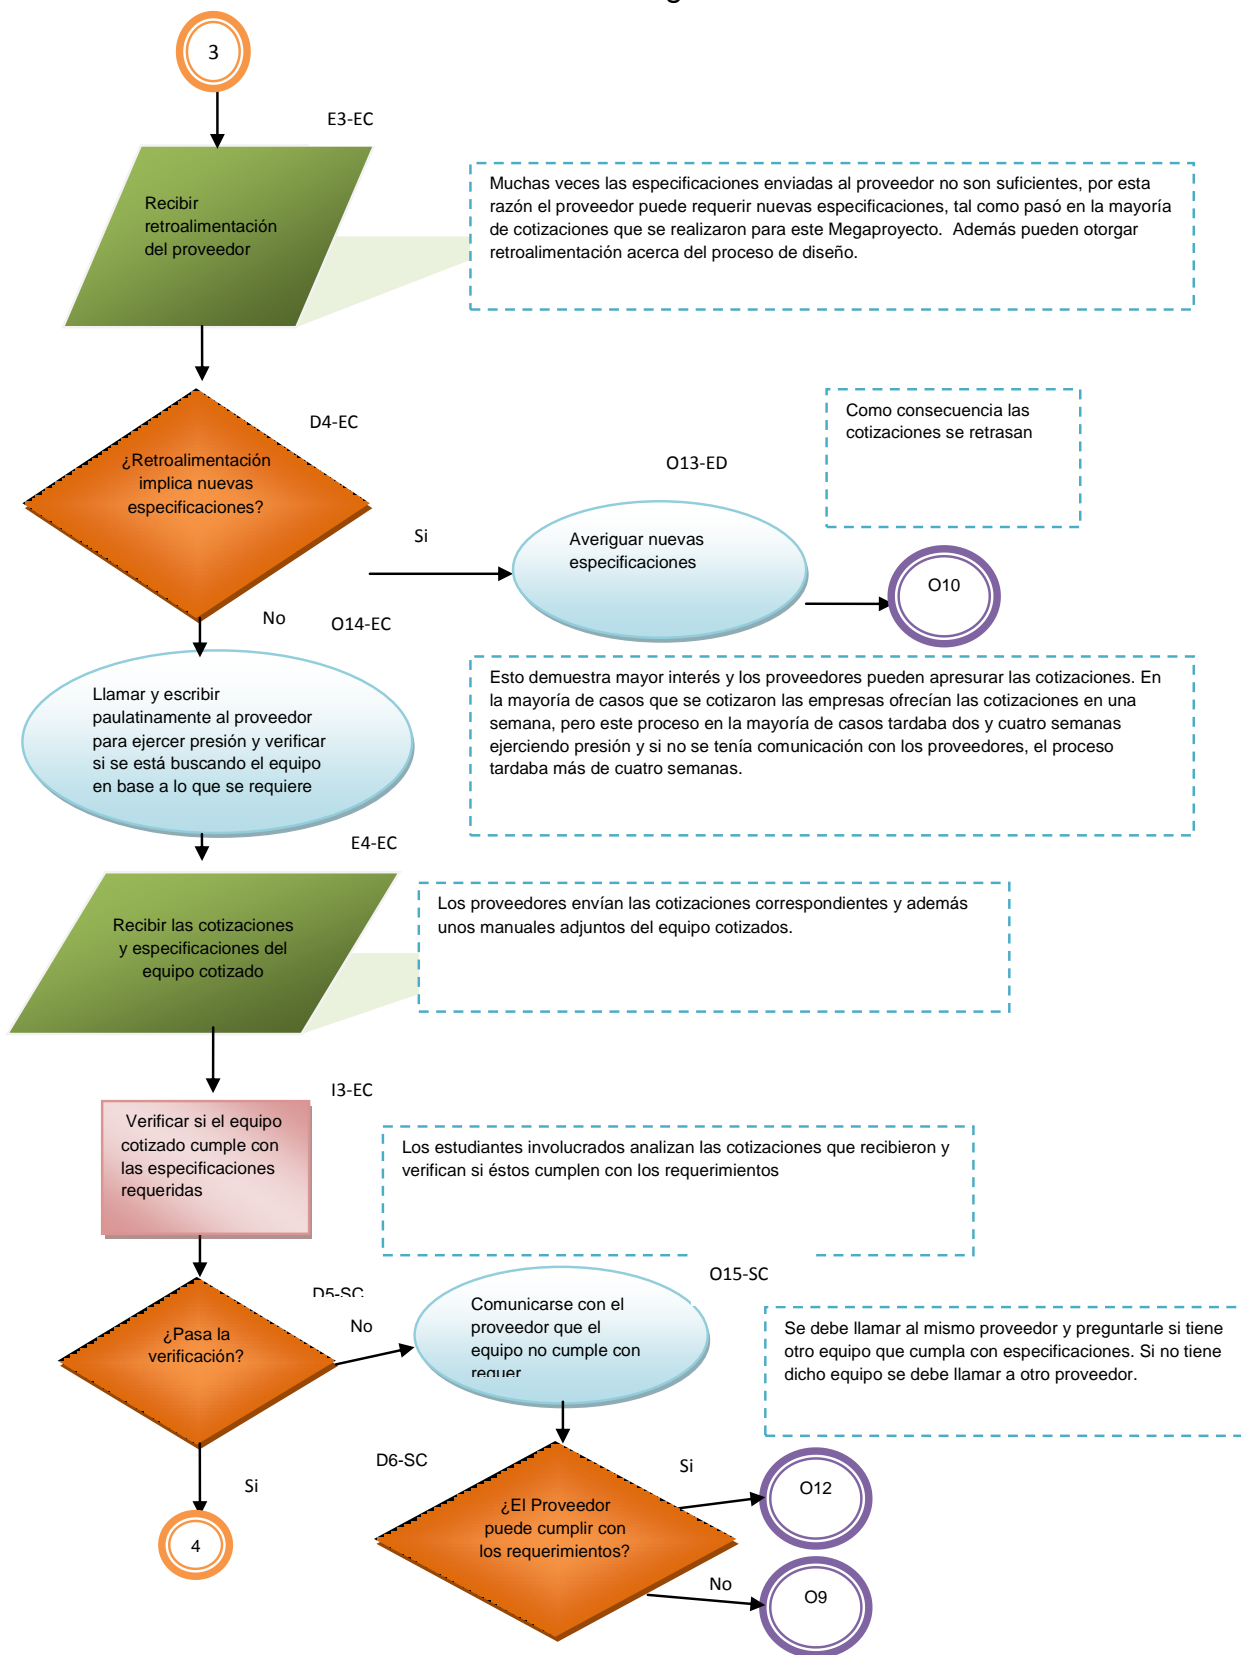 3
E3-EC
Recibir
retroalimentación
del proveedor
Muchas veces las especificaciones enviadas al proveedor no son suficientes, por esta
razón el proveedor puede requerir nuevas especificaciones, tal como pasó en la mayoría
de cotizaciones que se realizaron para este Megaproyecto. Además pueden otorgar
retroalimentación acerca del proceso de diseño.
D4-EC
¿Retroalimentación
implica nuevas
especificaciones?
Si
O13-ED
Averiguar nuevas
especificaciones
Como consecuencia las
cotizaciones se retrasan
O10
No
O14-EC
Llamar y escribir
paulatinamente al proveedor
para ejercer presión y verificar
si se está buscando el equipo
en base a lo que se requiere
Esto demuestra mayor interés y los proveedores pueden apresurar las cotizaciones. En
la mayoría de casos que se cotizaron las empresas ofrecían las cotizaciones en una
semana, pero este proceso en la mayoría de casos tardaba dos y cuatro semanas
ejerciendo presión y si no se tenía comunicación con los proveedores, el proceso
tardaba más de cuatro semanas.
E4-EC
Recibir las cotizaciones
y especificaciones del
equipo cotizado
Los proveedores envían las cotizaciones correspondientes y además
unos manuales adjuntos del equipo cotizados.
I3-EC
Verificar si el equipo
cotizado cumple con
las especificaciones
requeridas
Los estudiantes involucrados analizan las cotizaciones que recibieron y
verifican si éstos cumplen con los requerimientos
D5-SC
¿Pasa la
verificación?
No
O15-SC
Comunicarse con el
proveedor que el
equipo no cumple con
requer
Se debe llamar al mismo proveedor y preguntarle si tiene
otro equipo que cumpla con especificaciones. Si no tiene
dicho equipo se debe llamar a otro proveedor.
Si
4
D6-SC
¿El Proveedor
puede cumplir con
los requerimientos?
Si
O12
No
O9